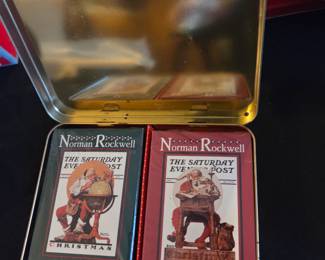 Norman Rockwell
THE SATURDAY
EVENING POST
CHRISTMAS
Norman Rockwell
THE SATURDAY
EVENING POST